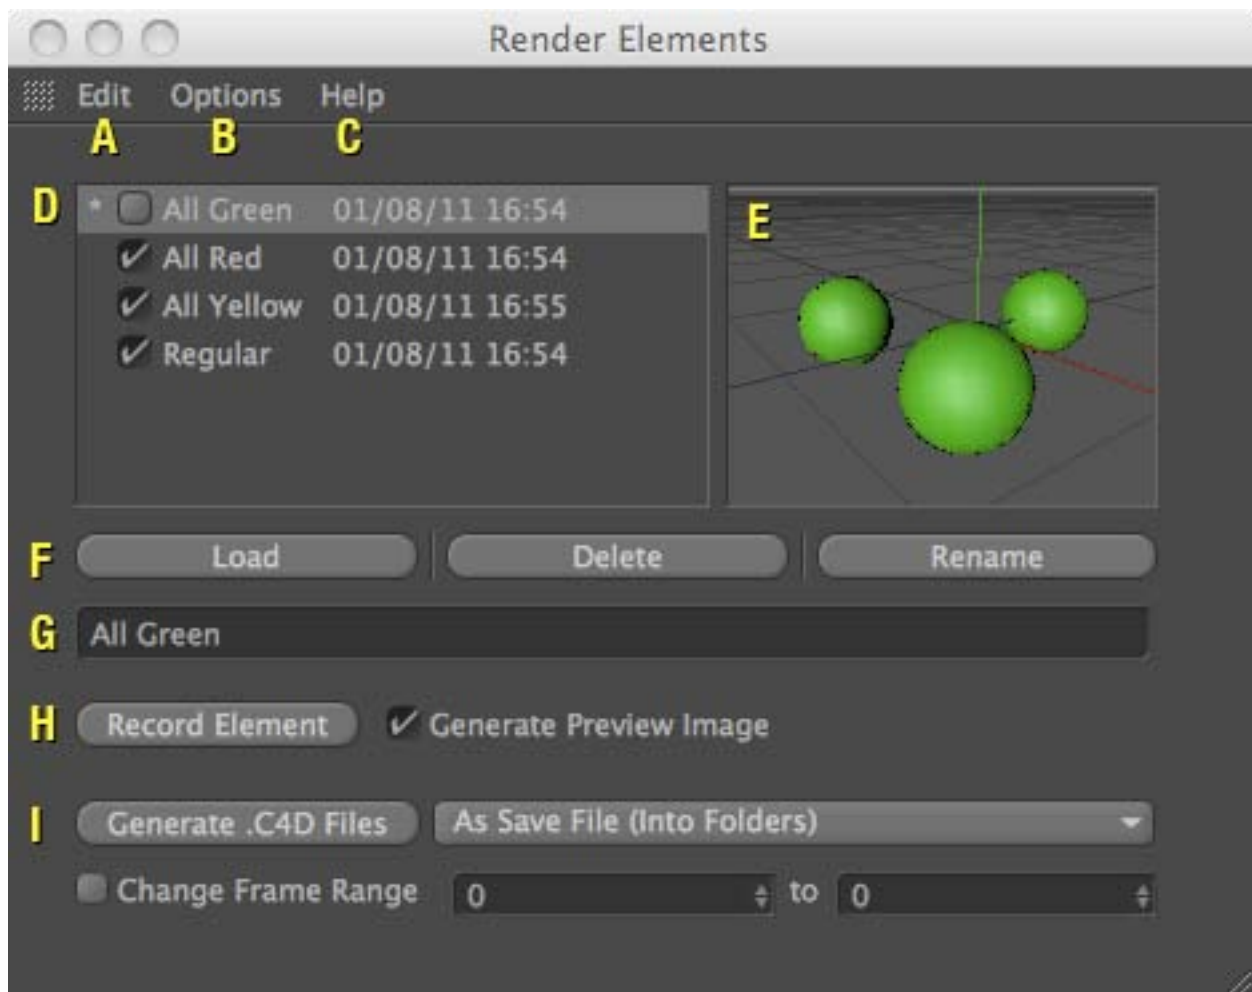 Render Elements
Edit Options Help
A B C
D * All Green 01/08/11 16:54 E
All Red 01/08/11 16:54
All Yellow 01/08/11 16:55
Regular 01/08/11 16:54
F Load Delete Rename
G All Green
H Record Element Generate Preview Image
I Generate .C4D Files As Save File (Into Folders)
Change Frame Range 0 to 0